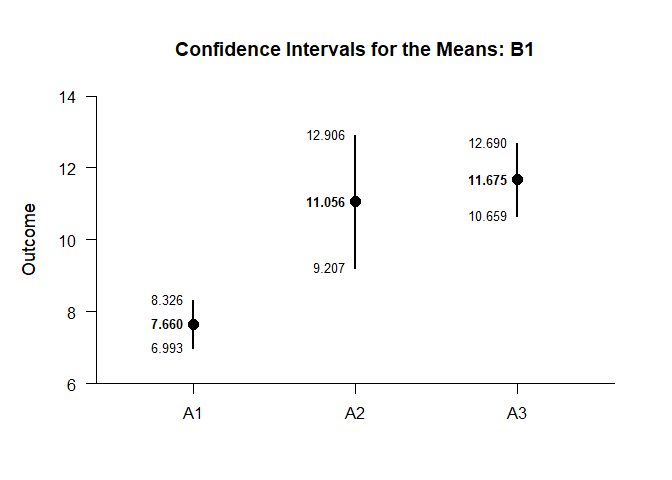 Confidence Intervals for the Means: B1
14
12
10
8
6
Outcome
12.906
11.056
9.207
12.690
11.675
10.659
8.326
7.660
6.993
A1
A2
A3